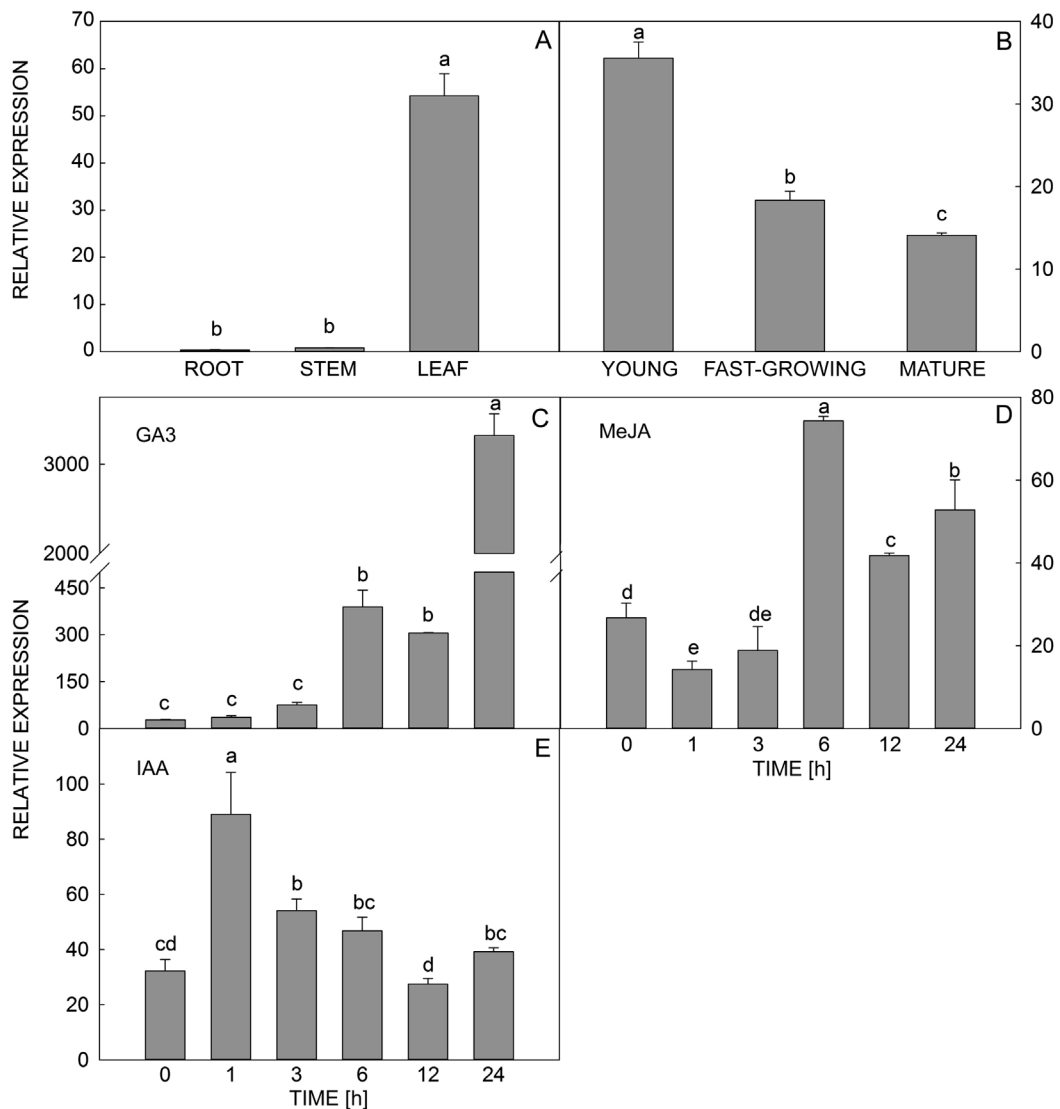 RELATIVE EXPRESSION
70
60
50
40
30
20
10
0
A
b
b
a
ROOT STEM LEAF
B
a
b
c
YOUNG FAST-GROWING MATURE
40
30
20
10
0
RELATIVE EXPRESSION
GA3
C
3000
2000
450
300
150
0
c
c
c
b
b
a
MeJA
D
d
e
de
a
c
b
80
60
40
20
0
0 1 3 6 12 24
TIME [h]
RELATIVE EXPRESSION
IAA
E
100
80
60
40
20
0
cd
a
b
bc
d
bc
0 1 3 6 12 24
TIME [h]